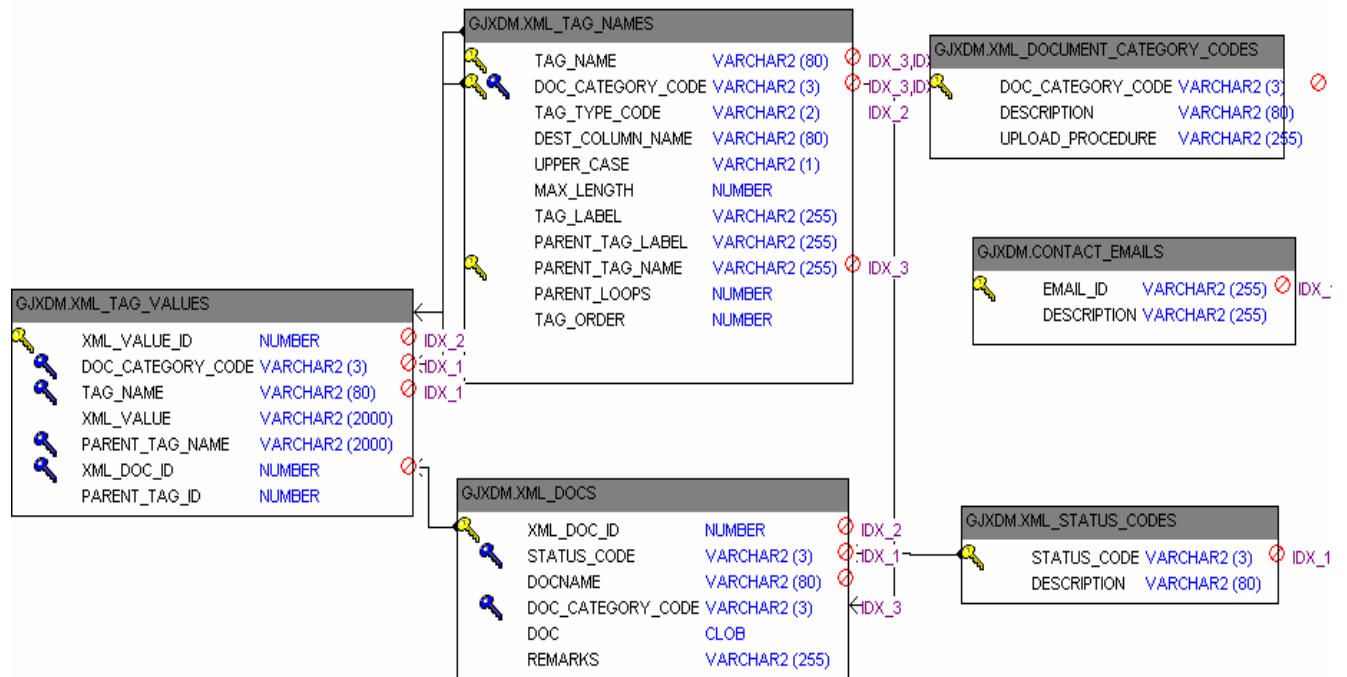 GJXDM.XML_TAG_NAMES
TAG_NAME VARCHAR2 (80) IDX_3,ID
DOC_CATEGORY_CODE VARCHAR2 (3) IDX_3,ID
TAG_TYPE_CODE VARCHAR2 (2) IDX_2
DEST_COLUMN_NAME VARCHAR2 (80)
UPPER_CASE VARCHAR2 (1)
MAX_LENGTH NUMBER
TAG_LABEL VARCHAR2 (255)
PARENT_TAG_LABEL VARCHAR2 (255)
PARENT_TAG_NAME VARCHAR2 (255) IDX_3
PARENT_LOOPS NUMBER
TAG_ORDER NUMBER
GJXDM.XML_DOCUMENT_CATEGORY_CODES
DOC_CATEGORY_CODE VARCHAR2 (3)
DESCRIPTION VARCHAR2 (80)
UPLOAD_PROCEDURE VARCHAR2 (255)
GJXDM.CONTACT_EMAILS
EMAIL_ID VARCHAR2 (255) IDX_
DESCRIPTION VARCHAR2 (255)
GJXDM.XML_TAG_VALUES
XML_VALUE_ID NUMBER IDX_2
DOC_CATEGORY_CODE VARCHAR2 (3) IDX_1
TAG_NAME VARCHAR2 (80) IDX_1
XML_VALUE VARCHAR2 (2000)
PARENT_TAG_NAME VARCHAR2 (2000)
XML_DOC_ID NUMBER
PARENT_TAG_ID NUMBER
GJXDM.XML_DOCS
XML_DOC_ID NUMBER IDX_2
STATUS_CODE VARCHAR2 (3) IDX_1
DOCNAME VARCHAR2 (80)
DOC_CATEGORY_CODE VARCHAR2 (3) IDX_3
DOC CLOB
REMARKS VARCHAR2 (255)
GJXDM.XML_STATUS_CODES
STATUS_CODE VARCHAR2 (3) IDX_1
DESCRIPTION VARCHAR2 (80)